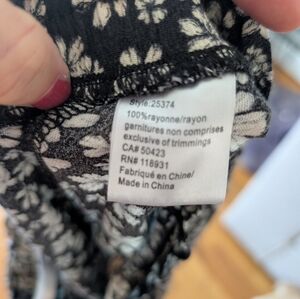 Style:25374
100%rayonne/rayon
garnitures non comprises
exclusive of trimmings
CA# 50423
RN# 116931
Fabriqué en Chine/
Made in China